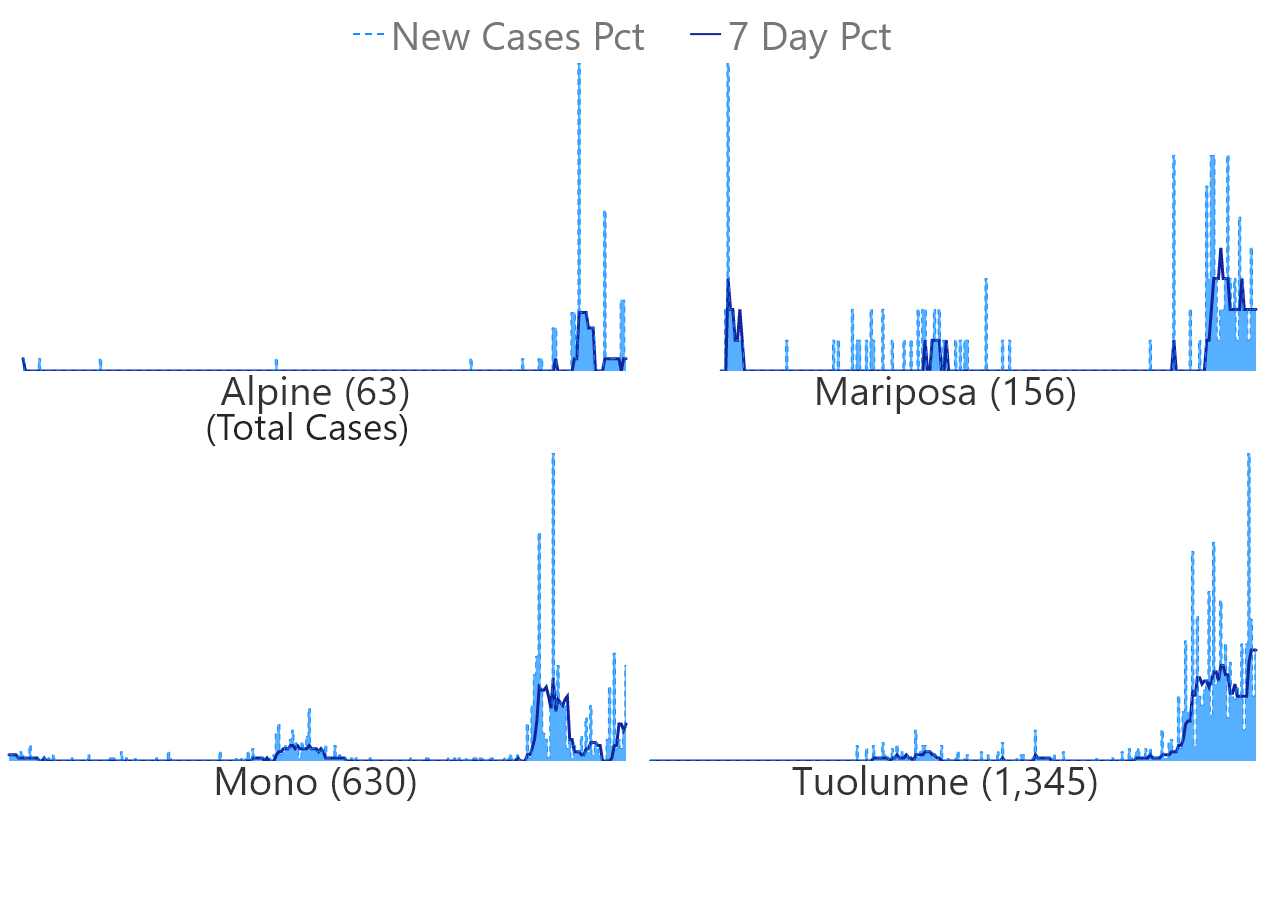 New Cases Pct 7 Day Pct
Alpine (63)
(Total Cases)
Mariposa (156)
Mono (630)
Tuolumne (1,345)